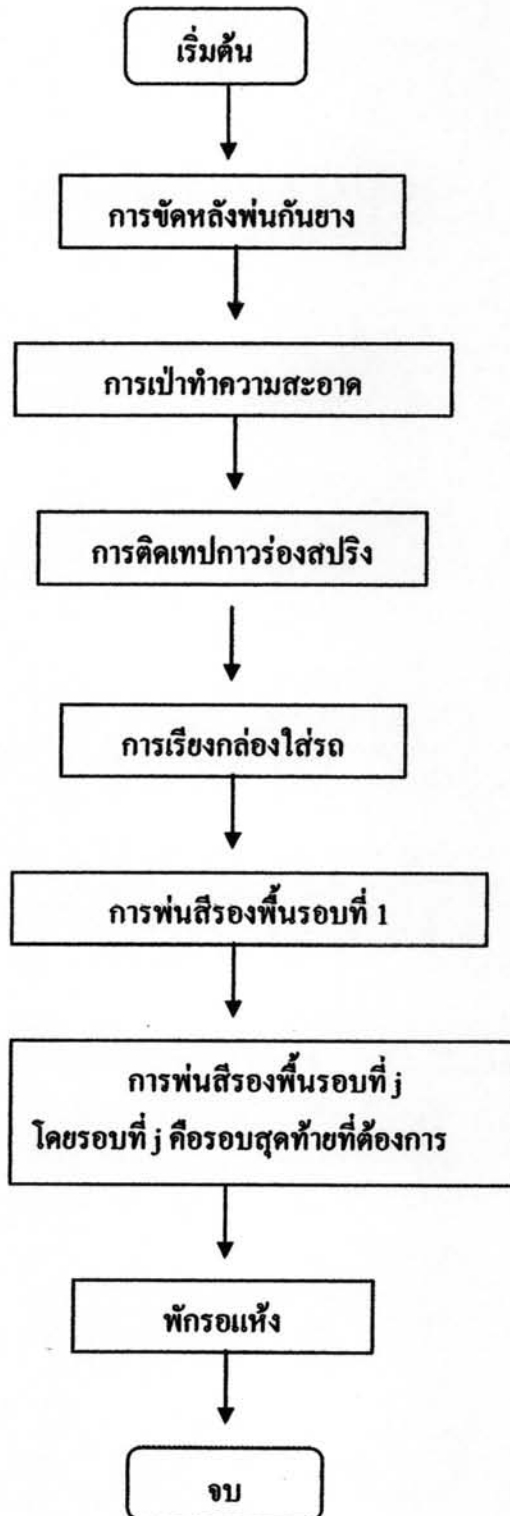 เริ่มต้น
การขัดหลังพ่นกันยาง
การเป่าทำความสะอาด
การติดเทปกาวร่องสปริง
การเรียงกล่องใส่รถ
การพ่นสีรองพื้นรอบที่ 1
การพ่นสีรองพื้นรอบที่ j
โดยรอบที่ j คือรอบสุดท้ายที่ต้องการ
พักรอแห้ง
จบ